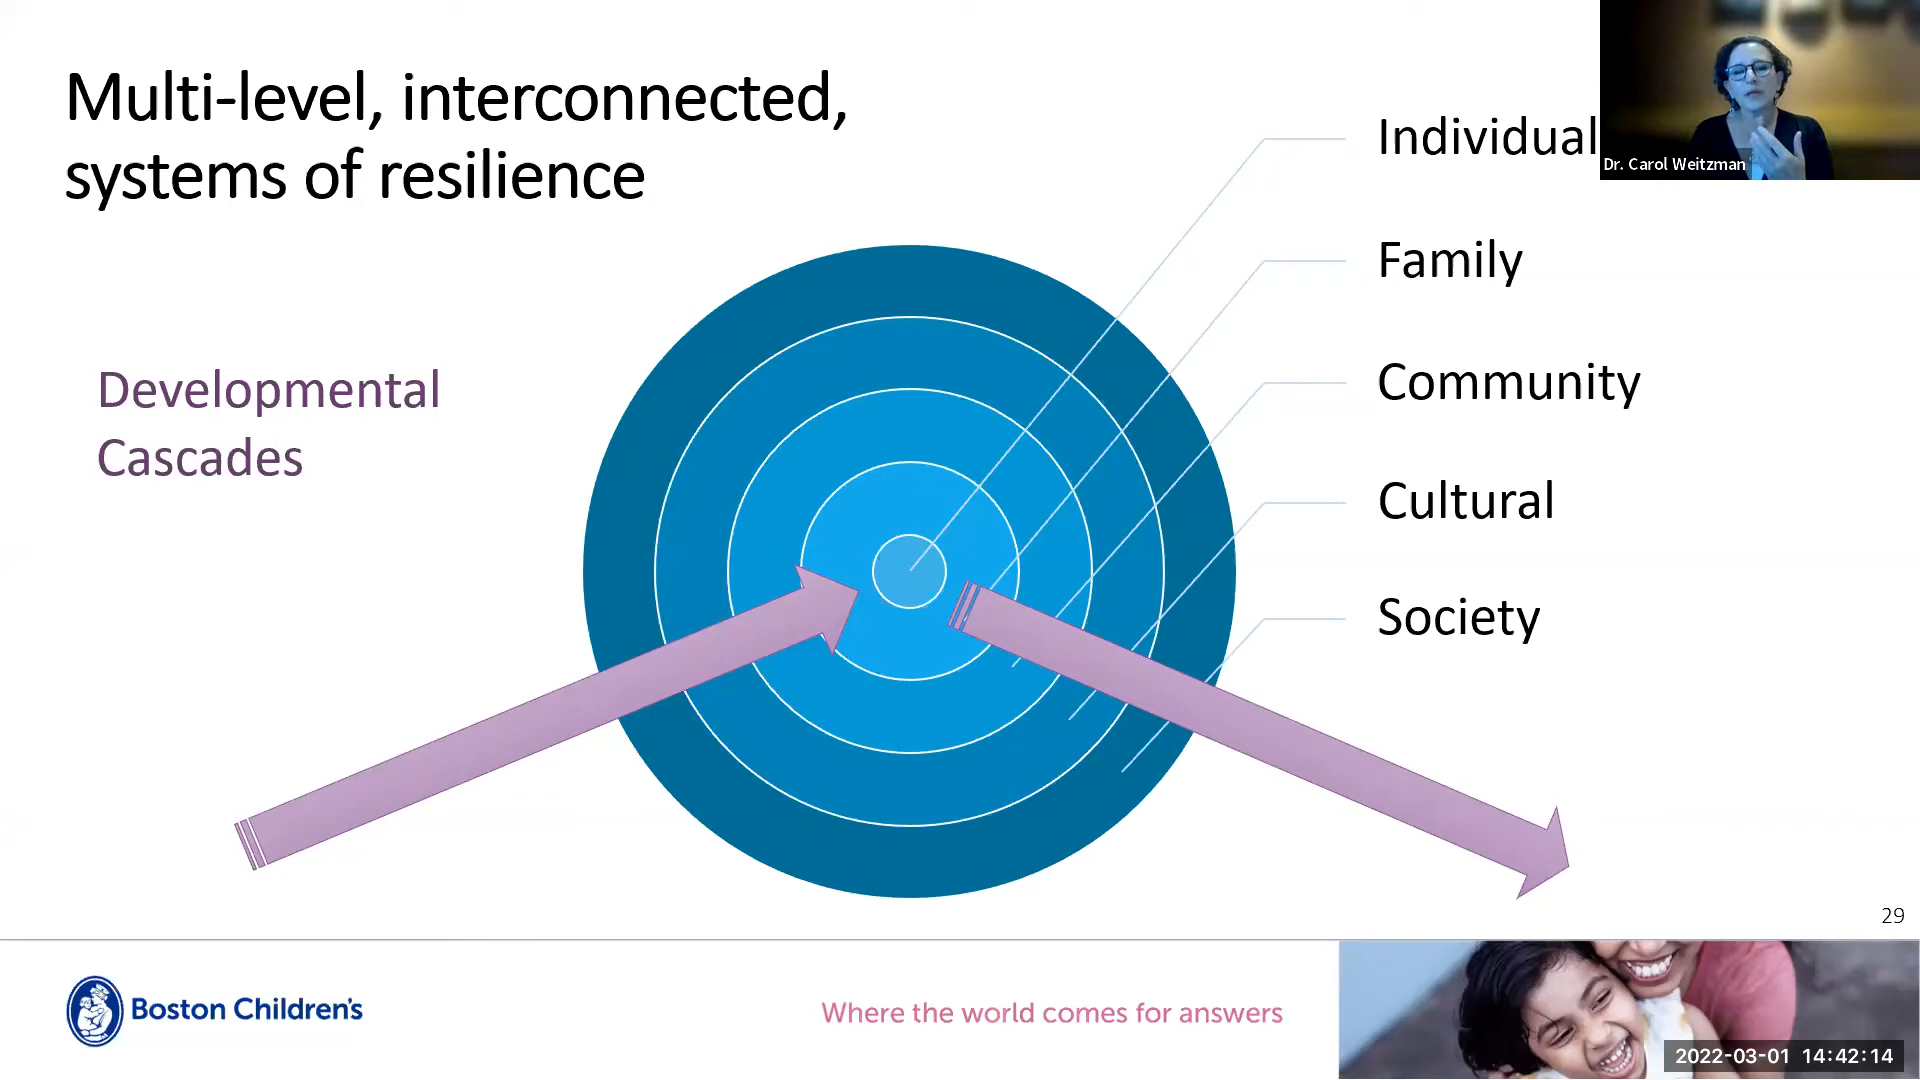 Multi-level, interconnected,
systems of resilience
Individual
Dr. Carol Weitzman
Family
Developmental
Cascades
Community
Cultural
Society
29
Boston Children's
Where the world comes for answers
2022-03-01 14:42:14